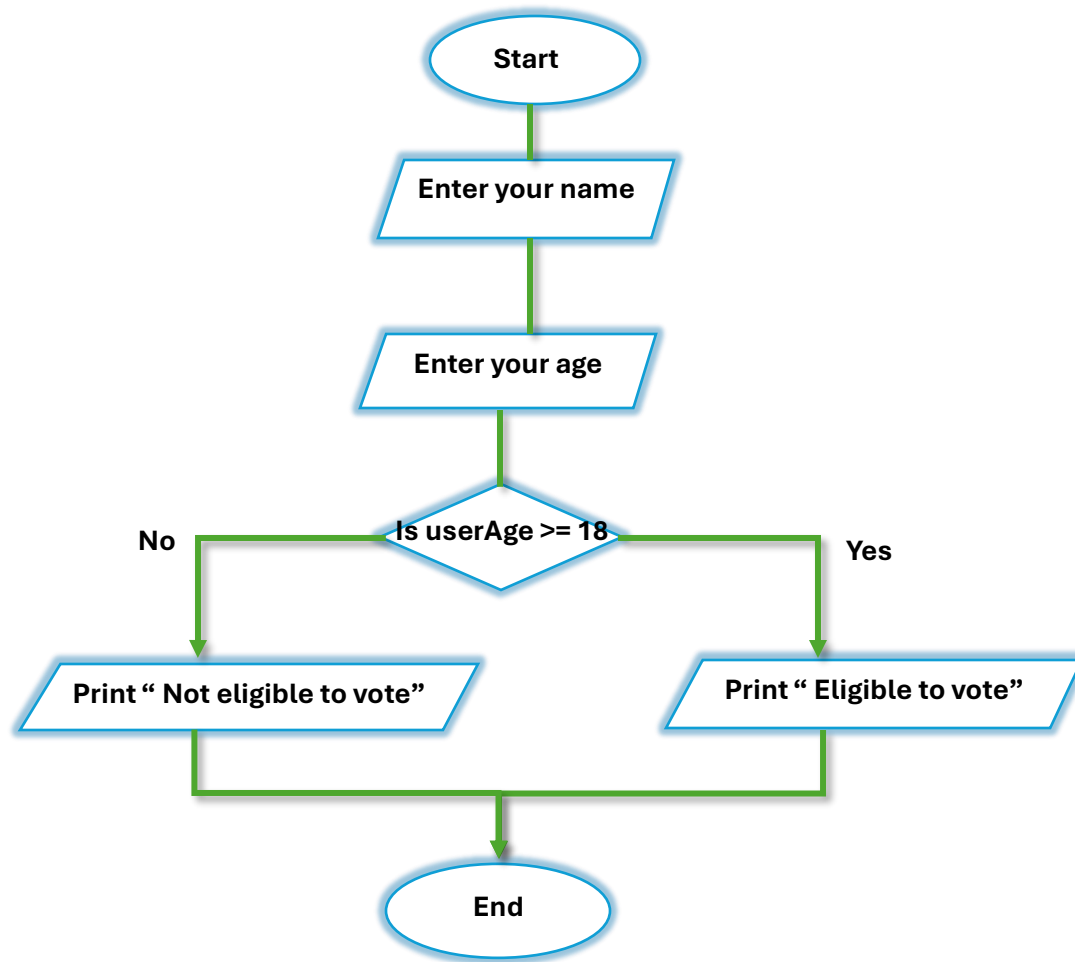 Start
Enter your name
Enter your age
Is userAge >= 18
No
Yes
Print “ Not eligible to vote”
Print “ Eligible to vote”
End